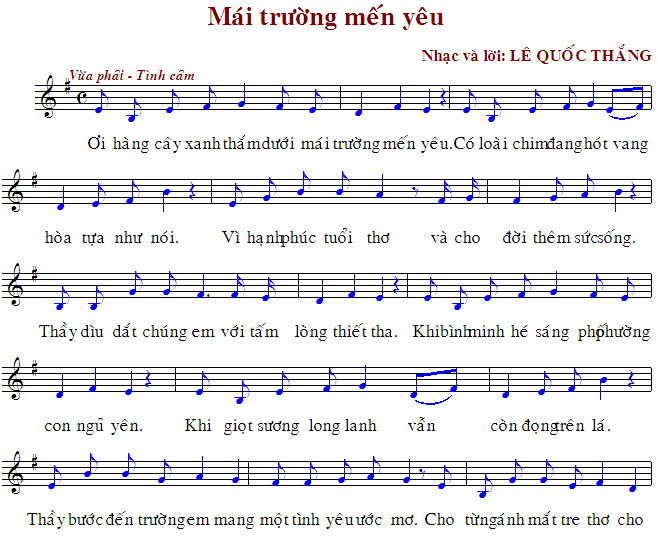 Mái trường mến yêu
Nhạc và lời: LÊ QUỐC THẮNG
Vừa phải - Tình cảm
Ơi hàng cây xanh thắm dưới mái trường mến yêu. Có loài chim đang hót vang
hòa tựa như nói. Vì hạnh phúc tuổi thơ và cho đời thêm sức sống.
Thầy dìu dắt chúng em với tấm lòng thiết tha. Khi bình minh hé sáng phố phường
con ngủ yên. Khi giọt sương long lanh vẫn còn đọng trên lá.
Thầy bước đến trường em mang một tình yêu ước mơ. Cho từng ánh mắt tre thơ cho